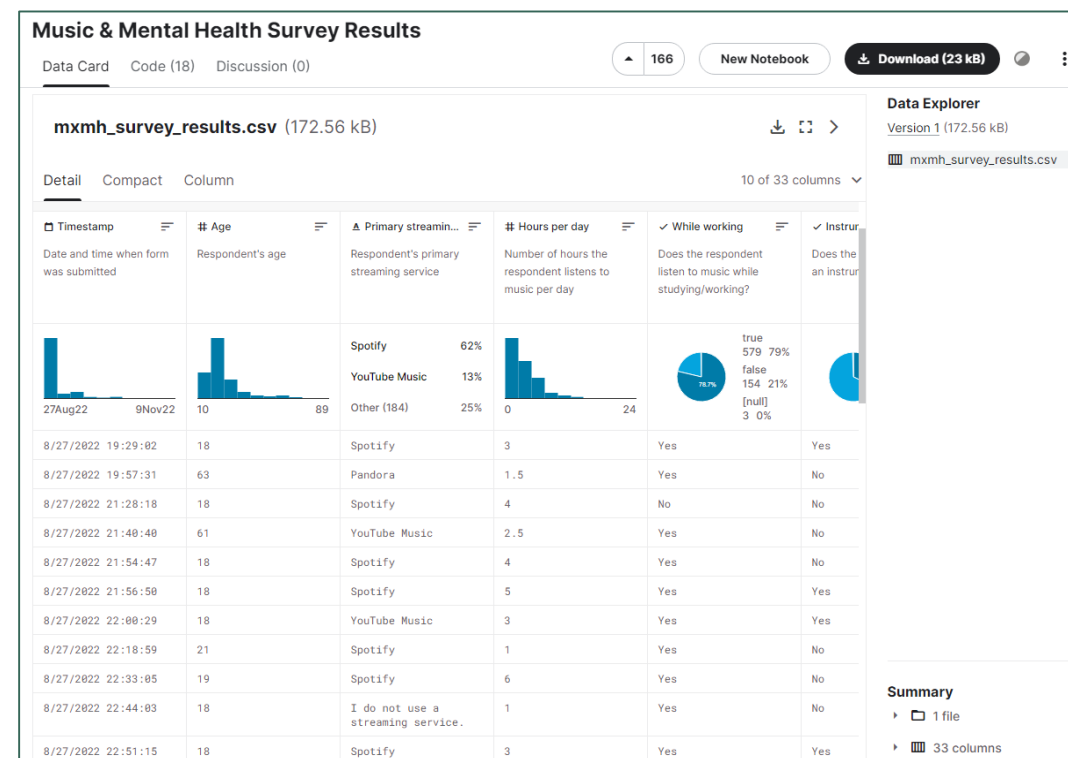 Music & Mental Health Survey Results
Data Card Code (18) Discussion (0)
166 New Notebook Download (23 kB)
mxmh_survey_results.csv (172.56 kB)
Detail Compact Column 10 of 33 columns
Data Explorer
Version 1 (172.56 kB)
mxmh_survey_results.csv
Timestamp # Age A Primary streamin... # Hours per day While working Instrur
Date and time when form Respondent's age Respondent's primary Number of hours the Does the respondent Does the
was submitted streaming service respondent listens to listen to music while an instrur
music per day studying/working?
true
Spotify 62% 579 79%
false
YouTube Music 13% 78.7% 154 21%
[null]
Other (184) 25% 3 0%
27Aug22 9Nov22 10 89 0 24
8/27/2022 19:29:02 18 Spotify 3 Yes Yes
8/27/2022 19:57:31 63 Pandora 1.5 Yes No
8/27/2022 21:28:18 18 Spotify 4 No No
8/27/2022 21:40:40 61 YouTube Music 2.5 Yes No
8/27/2022 21:54:47 18 Spotify 4 Yes No
8/27/2022 21:56:50 18 Spotify 5 Yes Yes
8/27/2022 22:00:29 18 YouTube Music 3 Yes Yes
8/27/2022 22:18:59 21 Spotify 1 Yes No
8/27/2022 22:33:05 19 Spotify 6 Yes No
8/27/2022 22:44:03 18 I do not use a 1 Yes No
streaming service.
8/27/2022 22:51:15 18 Spotify 3 Yes Yes
Summary
1 file
33 columns